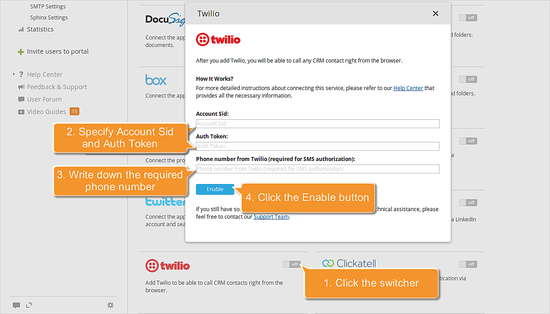 SMTP Settings
Sphinx Settings
Statistics
Invite users to portal
Help Center
Feedback & Support
User Forum
Video Guides
DocuSig
Connect the app
documents.
box
Connect the app
Connect the pro
twitt
Connect the app
account and sea
Twilio
×
twilio
After you add Twilio, you will be able to call any CRM contact right from the browser.
How It Works?
For more detailed instructions about connecting this service, please refer to our Help Center that
provides all the necessary information.
Account Sid:
Account Sid
Auth Token:
Auth Token
Phone number from Twilio (required for SMS authorization):
Phone number from Twilio (required for SMS authorization)
Enable
If you still have so
chnical assistance, please
feel free to contact our Support Team.
2. Specify Account Sid
and Auth Token
3. Write down the required
phone number
4. Click the Enable button
1. Click the switcher
off
nd folders.
folders.
a LinkedIn
twilio
off
Add Twilio to be able to call CRM contacts right from the
browser.
Clickatell
off
ication via